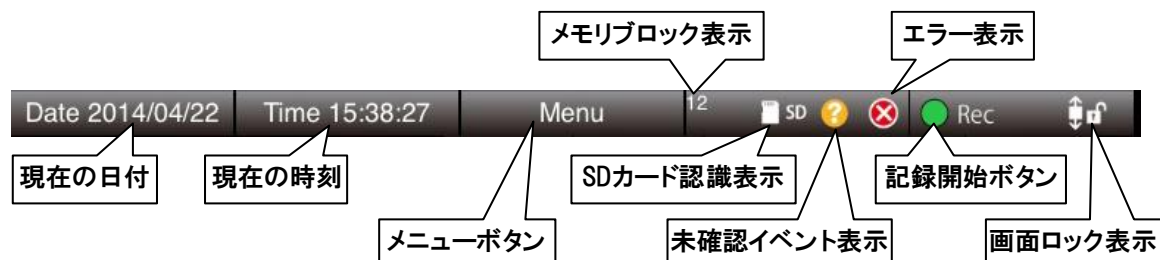 メモリブロック表示 エラー表示
Date 2014/04/22 Time 15:38:27 Menu 12 SD ? Rec
現在の日付 現在の時刻 SDカード認識表示 記録開始ボタン
メニューボタン 未確認イベント表示 画面ロック表示